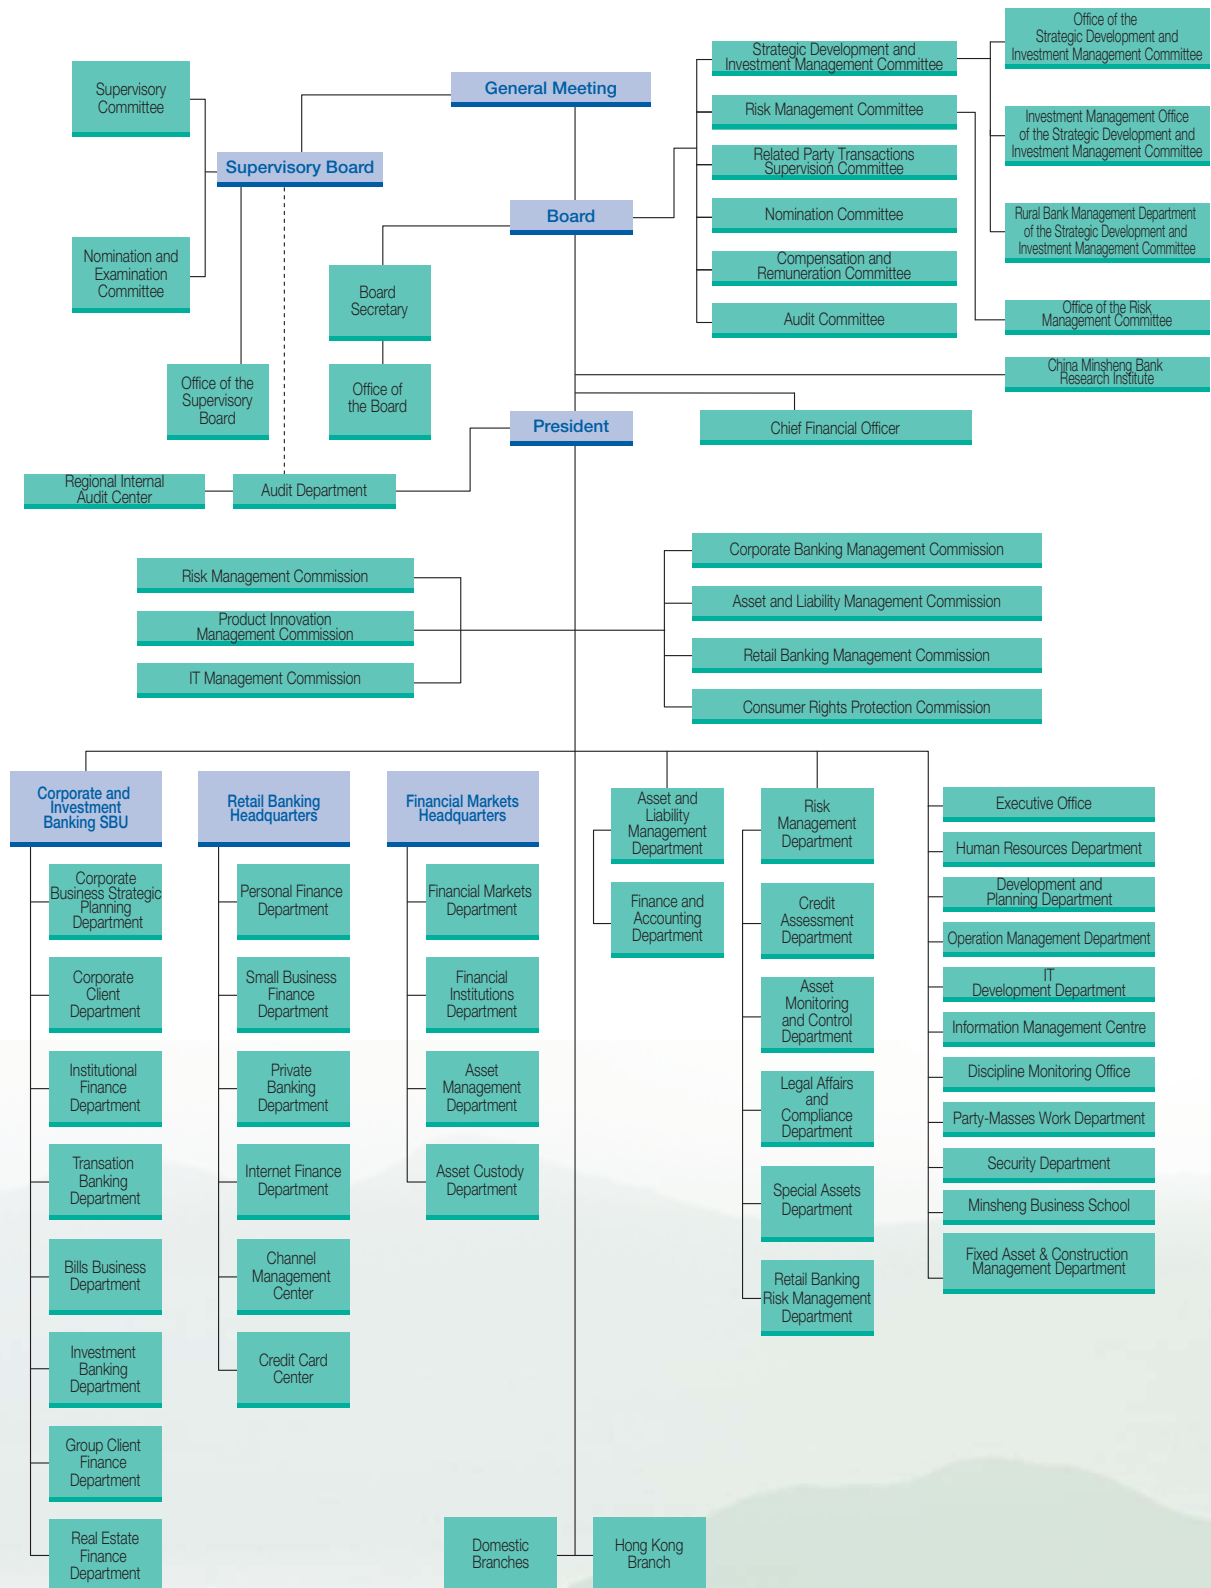 General Meeting
Supervisory
Committee
Supervisory Board
Nomination and
Examination
Committee
Office of the
Supervisory
Board
Board
Board
Secretary
Office of
the Board
Strategic Development and
Investment Management Committee
Risk Management Committee
Related Party Transactions
Supervision Committee
Nomination Committee
Compensation and
Remuneration Committee
Audit Committee
Office of the
Strategic Development and
Investment Management Committee
Investment Management Office
of the Strategic Development and
Investment Management Committee
Rural Bank Management Department
of the Strategic Development and
Investment Management Committee
Office of the Risk
Management Committee
China Minsheng Bank
Research Institute
Chief Financial Officer
President
Regional Internal
Audit Center
Audit Department
Risk Management Commission
Product Innovation
Management Commission
IT Management Commission
Corporate Banking Management Commission
Asset and Liability Management Commission
Retail Banking Management Commission
Consumer Rights Protection Commission
Corporate and
Investment
Banking SBU
Corporate
Business Strategic
Planning
Department
Corporate
Client
Department
Institutional
Finance
Department
Transation
Banking
Department
Bills Business
Department
Investment
Banking
Department
Group Client
Finance
Department
Real Estate
Finance
Department
Retail Banking
Headquarters
Personal Finance
Department
Small Business
Finance
Department
Private
Banking
Department
Internet Finance
Department
Channel
Management
Center
Credit Card
Center
Financial Markets
Headquarters
Financial Markets
Department
Financial
Institutions
Department
Asset
Management
Department
Asset Custody
Department
Asset and
Liability
Management
Department
Finance and
Accounting
Department
Risk
Management
Department
Credit
Assessment
Department
Asset
Monitoring
and Control
Department
Legal Affairs
and
Compliance
Department
Special Assets
Department
Retail Banking
Risk Management
Department
Executive Office
Human Resources Department
Development and
Planning Department
Operation Management Department
IT
Development Department
Information Management Centre
Discipline Monitoring Office
Party-Masses Work Department
Security Department
Minsheng Business School
Fixed Asset & Construction
Management Department
Domestic
Branches
Hong Kong
Branch